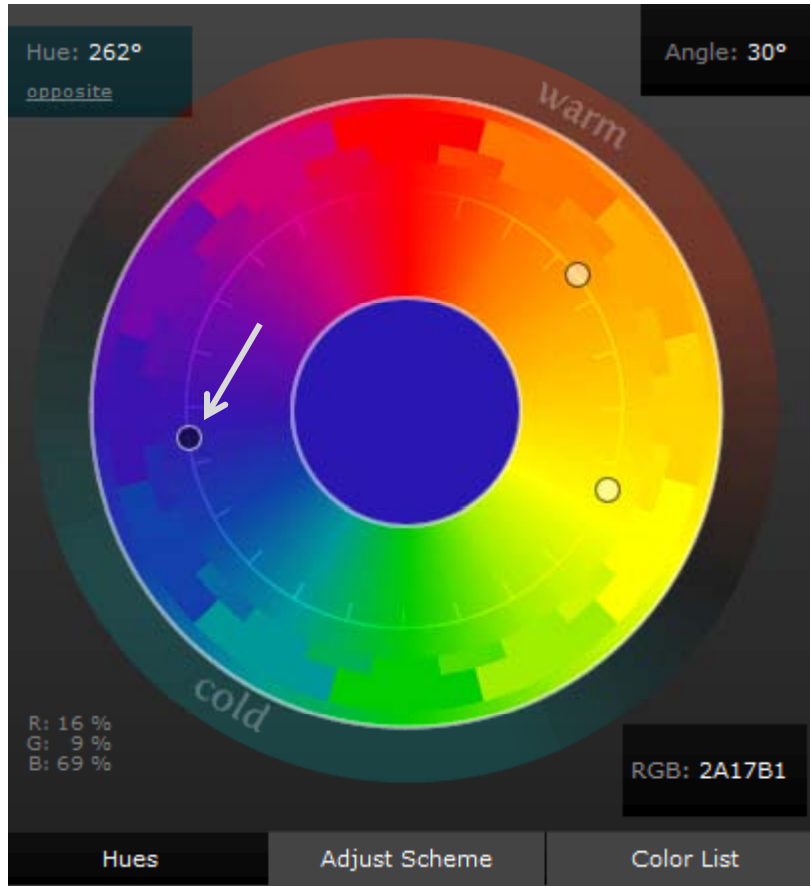 Hue: 262°
opposite
Angle: 30°
warm
cold
R: 16 %
G: 9 %
B: 69 %
RGB: 2A17B1
Hues
Adjust Scheme
Color List